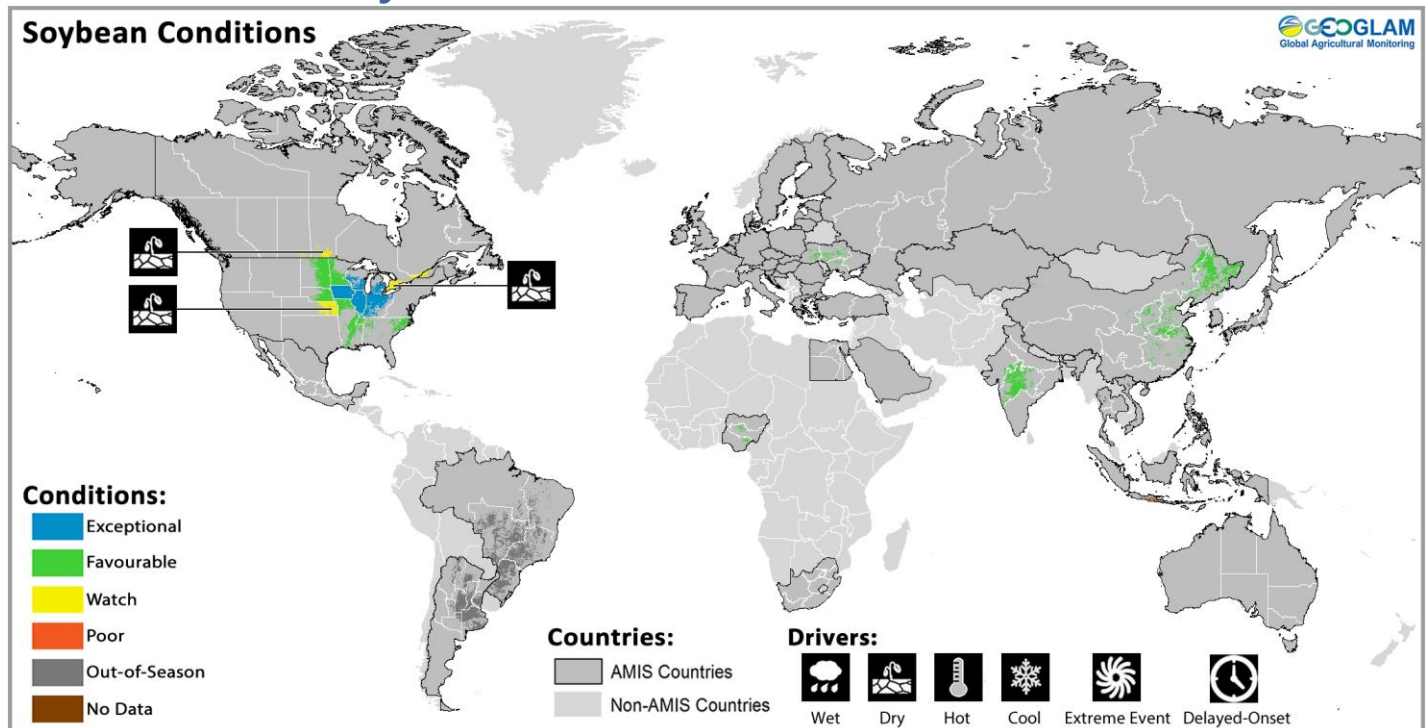 Soybean Conditions
GEOGLAM
Global Agricultural Monitoring
Conditions:
Exceptional
Favourable
Watch
Poor
Out-of-Season
No Data
Countries:
AMIS Countries
Non-AMIS Countries
Drivers:
Wet
Dry
Hot
Cool
Extreme Event
Delayed-Onset